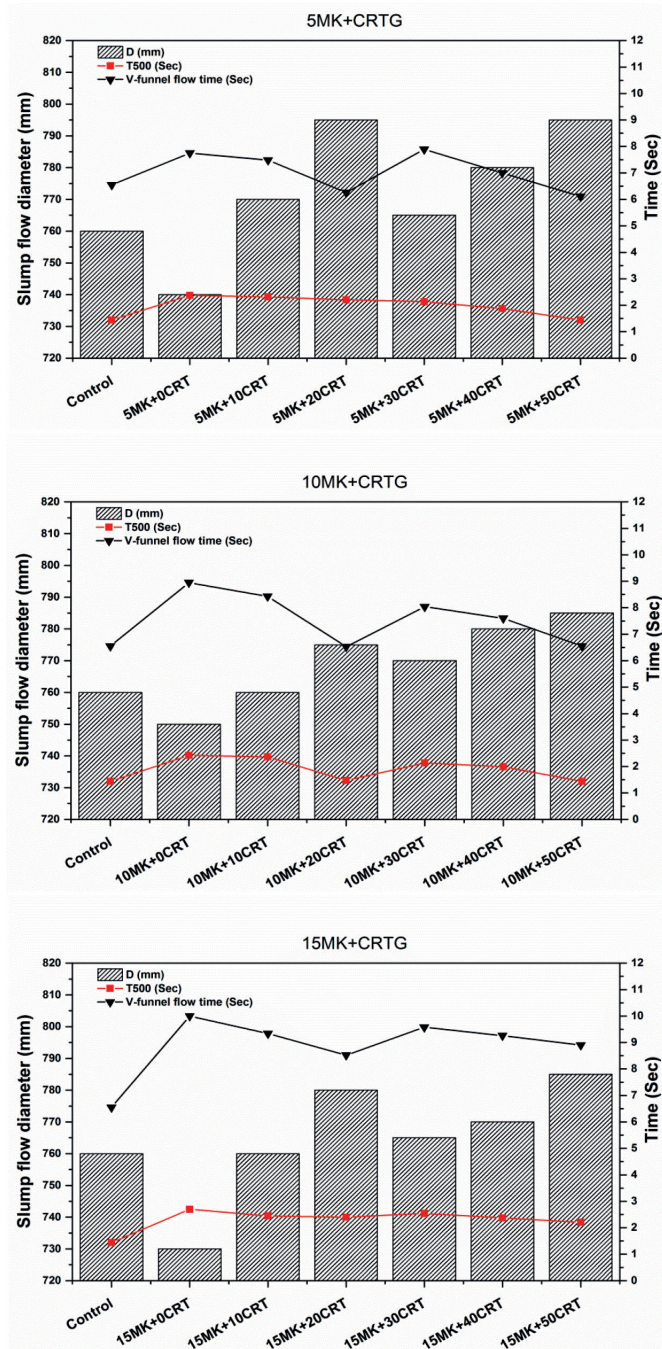 5MK+CRTG
820
810
800
790
780
770
760
750
740
730
720
Slump flow diameter (mm)
D (mm)
T500 (Sec)
V-funnel flow time (Sec)
12
11
10
9
8
7
6
5
4
3
2
1
0
Time (Sec)
Control
5MK+0CRT
5MK+10CRT
5MK+20CRT
5MK+30CRT
5MK+40CRT
5MK+50CRT
10MK+CRTG
820
810
800
790
780
770
760
750
740
730
720
Slump flow diameter (mm)
D (mm)
T500 (Sec)
V-funnel flow time (Sec)
12
11
10
9
8
7
6
5
4
3
2
1
0
Time (Sec)
Control
10MK+0CRT
10MK+10CRT
10MK+20CRT
10MK+30CRT
10MK+40CRT
10MK+50CRT
15MK+CRTG
820
810
800
790
780
770
760
750
740
730
720
Slump flow diameter (mm)
D (mm)
T500 (Sec)
V-funnel flow time (Sec)
12
11
10
9
8
7
6
5
4
3
2
1
0
Time (Sec)
Control
15MK+0CRT
15MK+10CRT
15MK+20CRT
15MK+30CRT
15MK+40CRT
15MK+50CRT